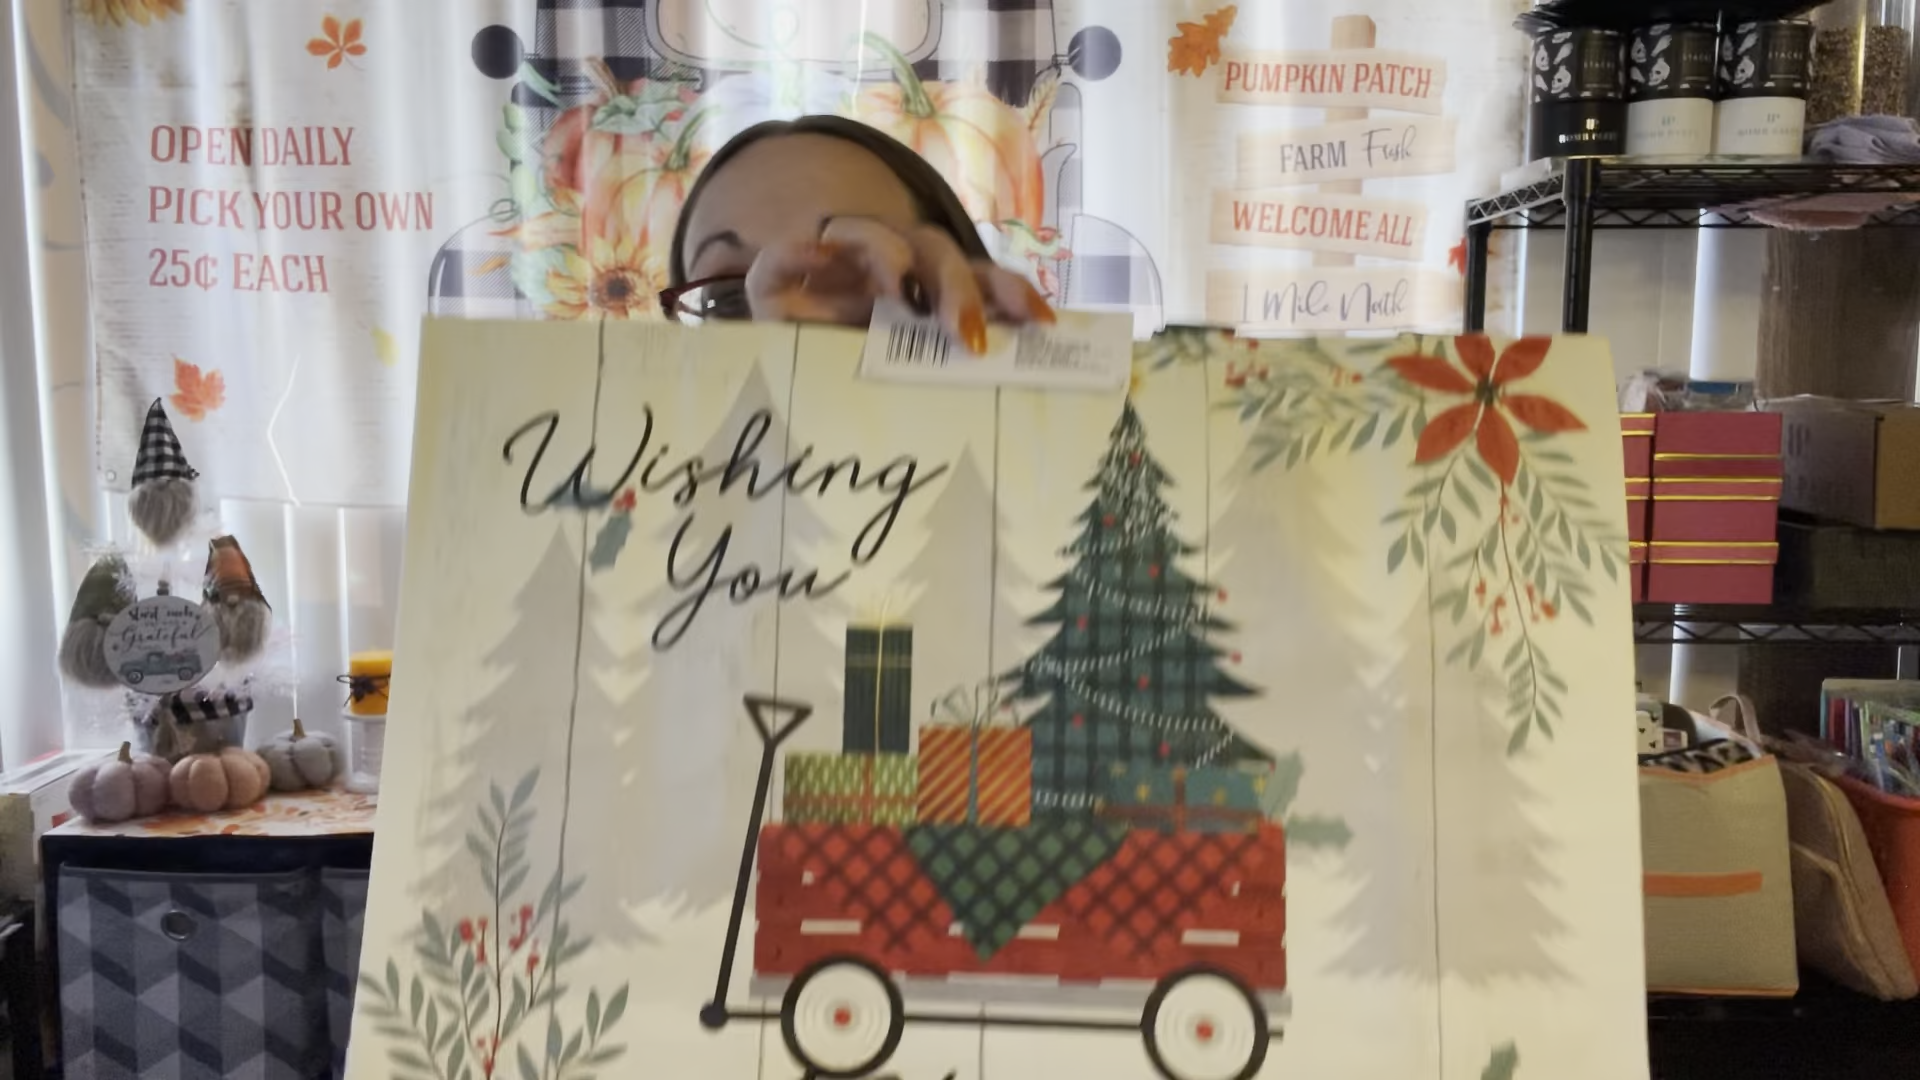 OPEN DAILY
PICK YOUR OWN
25¢ EACH
PUMPKIN PATCH
FARM Fresh
WELCOME ALL
1 Mile North
Wishing
You
Grateful